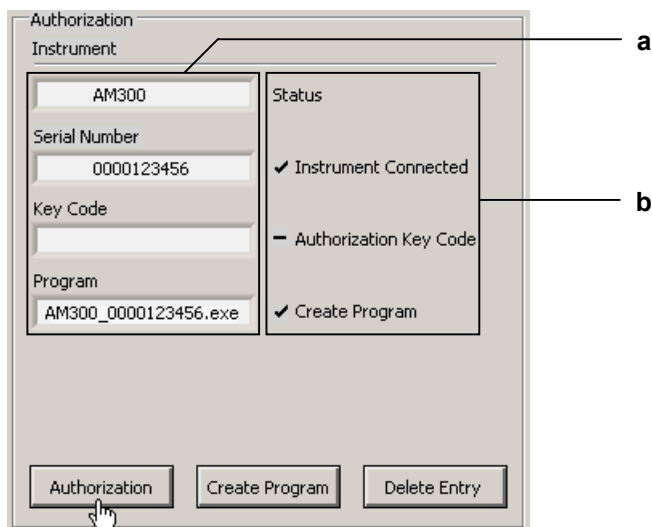 Authorization
Instrument
a
AM300
Status
Serial Number
0000123456
✓ Instrument Connected
b
Key Code
– Authorization Key Code
Program
AM300_0000123456.exe
✓ Create Program
Authorization
Create Program
Delete Entry